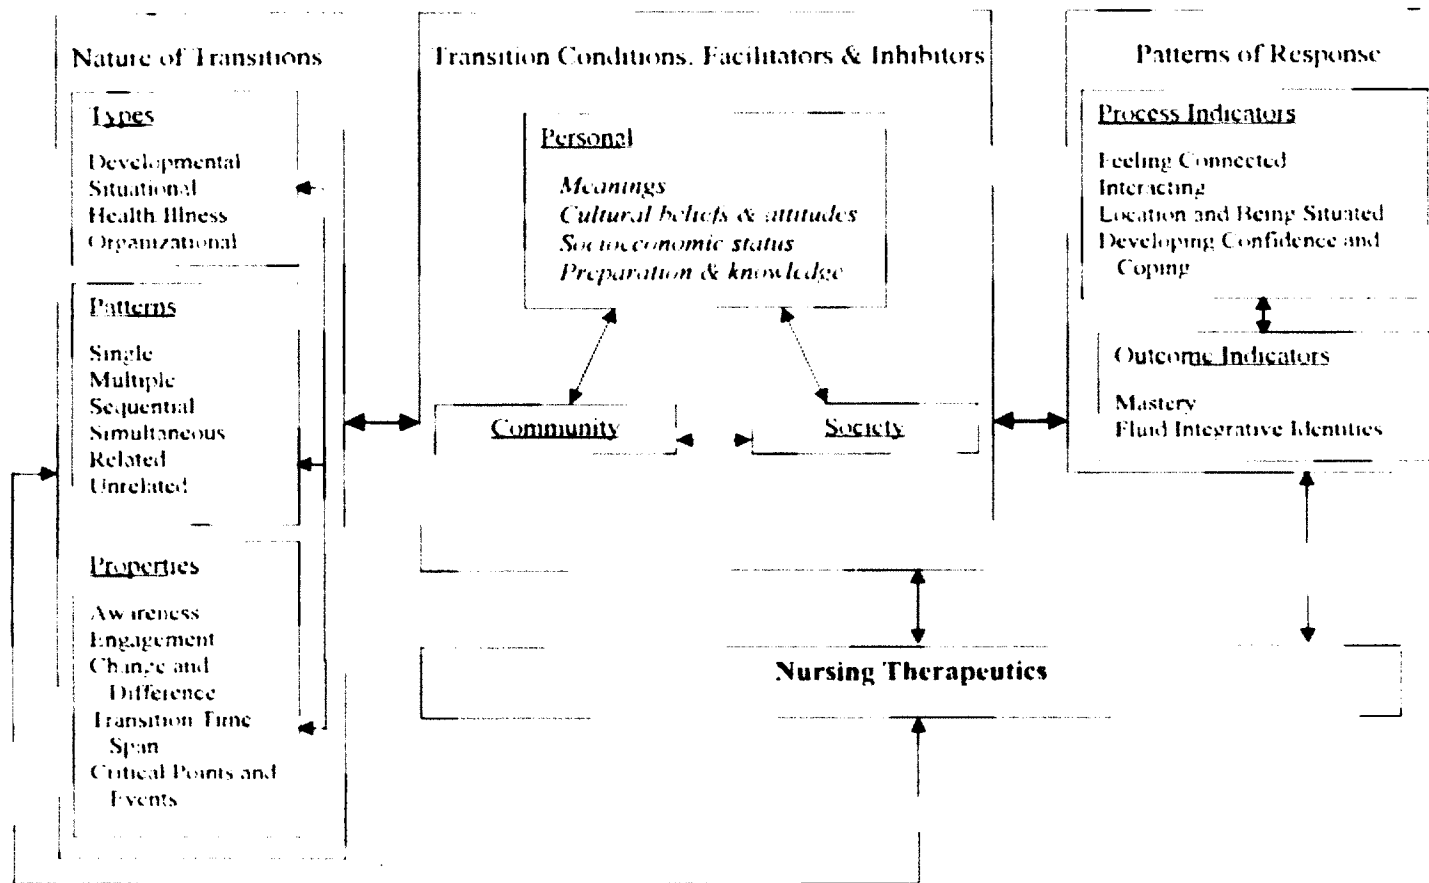 Nature of Transitions
Types
Developmental
Situational
Health Illness
Organizational
Patterns
Single
Multiple
Sequential
Simultaneous
Related
Unrelated
Properties
Awareness
Engagement
Change and
Difference
Transition Time
Span
Critical Points and
Events
Transition Conditions. Facilitators & Inhibitors
Personal
Meanings
Cultural beliefs & attitudes
Socioeconomic status
Preparation & knowledge
Community
Society
Patterns of Response
Process Indicators
Feeling Connected
Interacting
Location and Being Situated
Developing Confidence and
Coping
Outcome Indicators
Mastery
Fluid Integrative Identities
Nursing Therapeutics